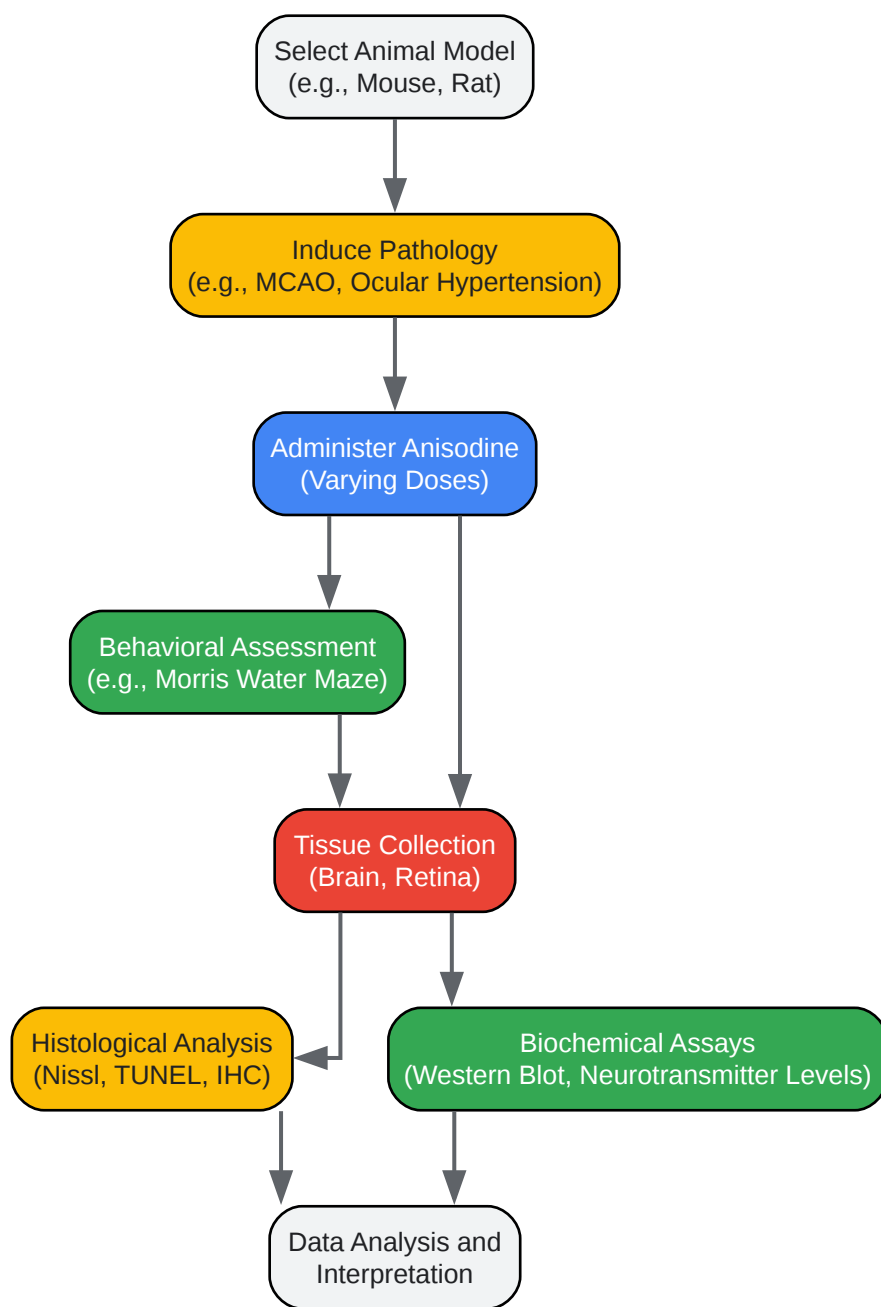 Select Animal Model
(e.g., Mouse, Rat)
Induce Pathology
(e.g., MCAO, Ocular Hypertension)
Administer Anisodine
(Varying Doses)
Behavioral Assessment
(e.g., Morris Water Maze)
Tissue Collection
(Brain, Retina)
Histological Analysis
(Nissl, TUNEL, IHC)
Biochemical Assays
(Western Blot, Neurotransmitter Levels)
Data Analysis and
Interpretation